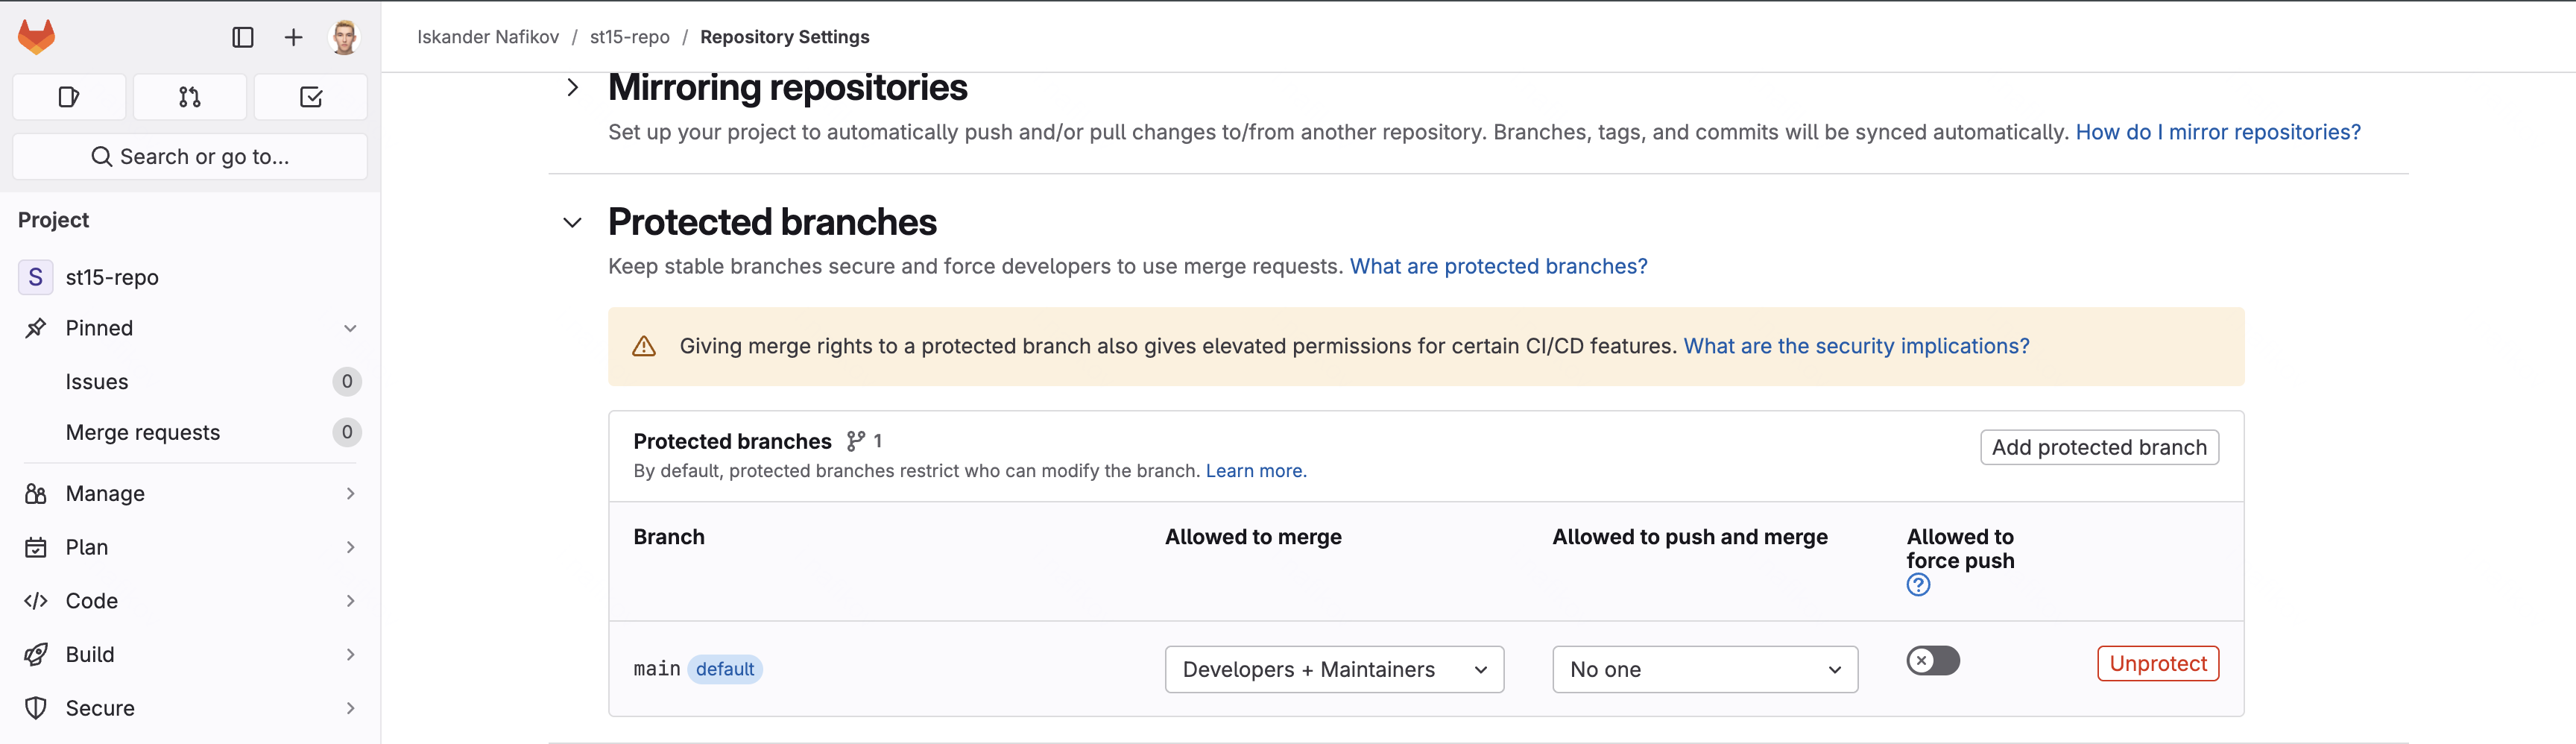 Iskander Nafikov / st15-repo / Repository Settings
Search or go to...
Project
S st15-repo
Pinned
Issues 0
Merge requests 0
Manage
Plan
Code
Build
Secure
Mirroring repositories
Set up your project to automatically push and/or pull changes to/from another repository. Branches, tags, and commits will be synced automatically. How do I mirror repositories?
Protected branches
Keep stable branches secure and force developers to use merge requests. What are protected branches?
Giving merge rights to a protected branch also gives elevated permissions for certain CI/CD features. What are the security implications?
Protected branches 1
Add protected branch
By default, protected branches restrict who can modify the branch. Learn more.
Branch
Allowed to merge
Allowed to push and merge
Allowed to
force push
?
main default
Developers + Maintainers
No one
Unprotect